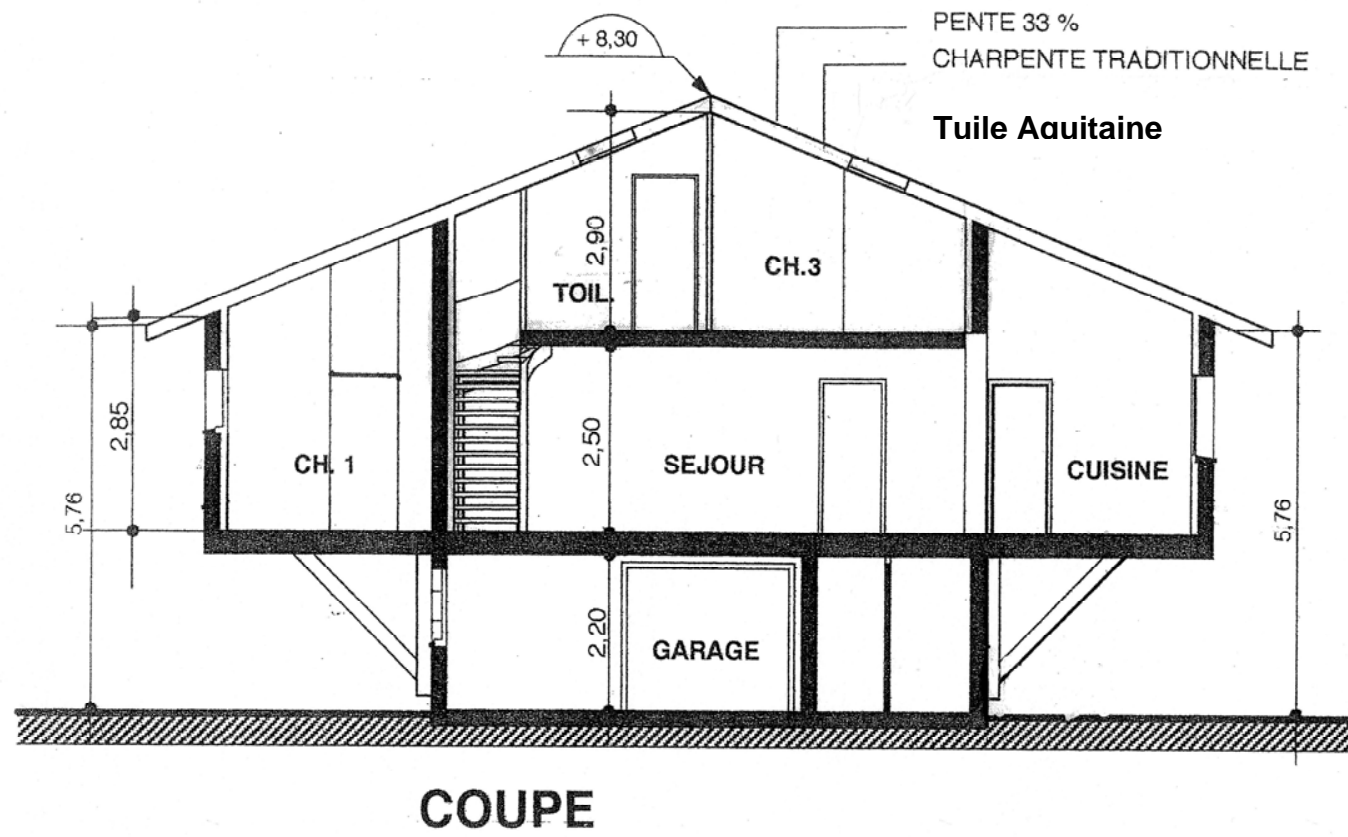 + 8,30
PENTE 33 %
CHARPENTE TRADITIONNELLE
Tuile Aquitaine
2,90
TOIL.
CH.3
2,85
5,76
CH. 1
2,50
SEJOUR
CUISINE
5,76
2,20
GARAGE
COUPE